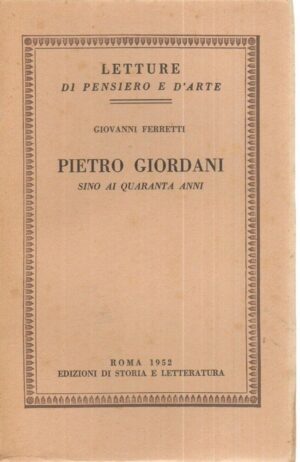 LETTURE
DI PENSIERO E D'ARTE
GIOVANNI FERRETTI
PIETRO GIORDANI
SINO AI QUARANTA ANNI
ROMA 1952
EDIZIONI DI STORIA E LETTERATURA